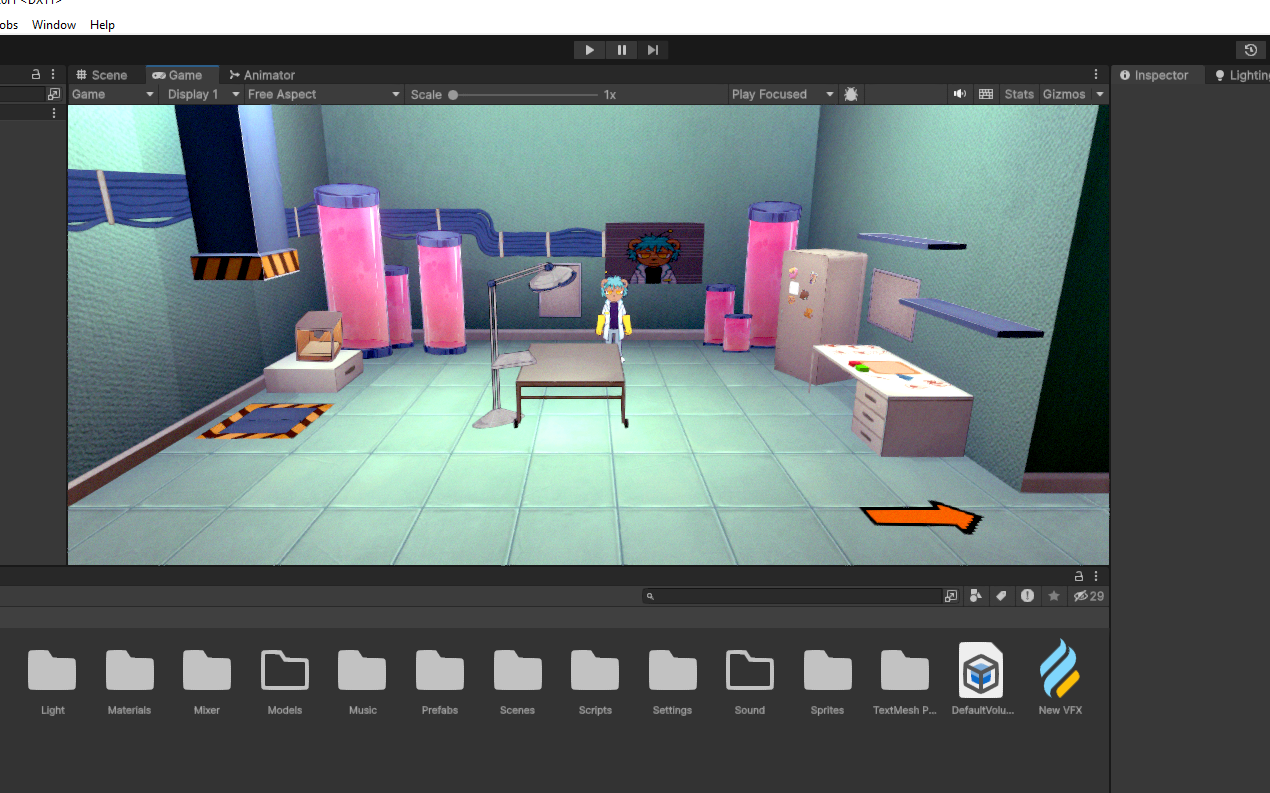 obs Window Help
Scene Game Animator Inspector Lighting
Game Display 1 Free Aspect Scale 1x Play Focused Stats Gizmos
29
Light Materials Mixer Models Music Prefabs Scenes Scripts Settings Sound Sprites TextMesh P... DefaultVolu... New VFX